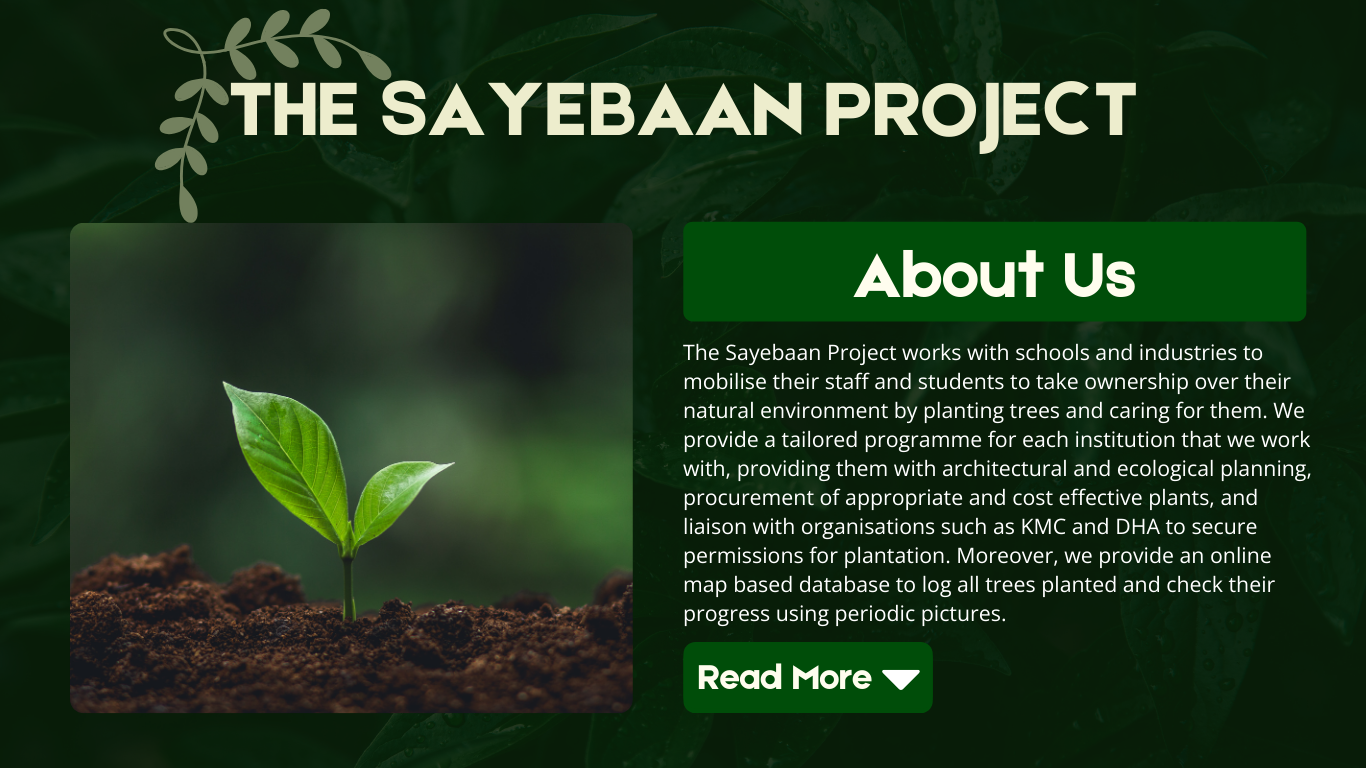 THE SAYEBAAN PROJECT
About Us
The Sayebaan Project works with schools and industries to
mobilise their staff and students to take ownership over their
natural environment by planting trees and caring for them. We
provide a tailored programme for each institution that we work
with, providing them with architectural and ecological planning,
procurement of appropriate and cost effective plants, and
liaison with organisations such as KMC and DHA to secure
permissions for plantation. Moreover, we provide an online
map based database to log all trees planted and check their
progress using periodic pictures.
Read More